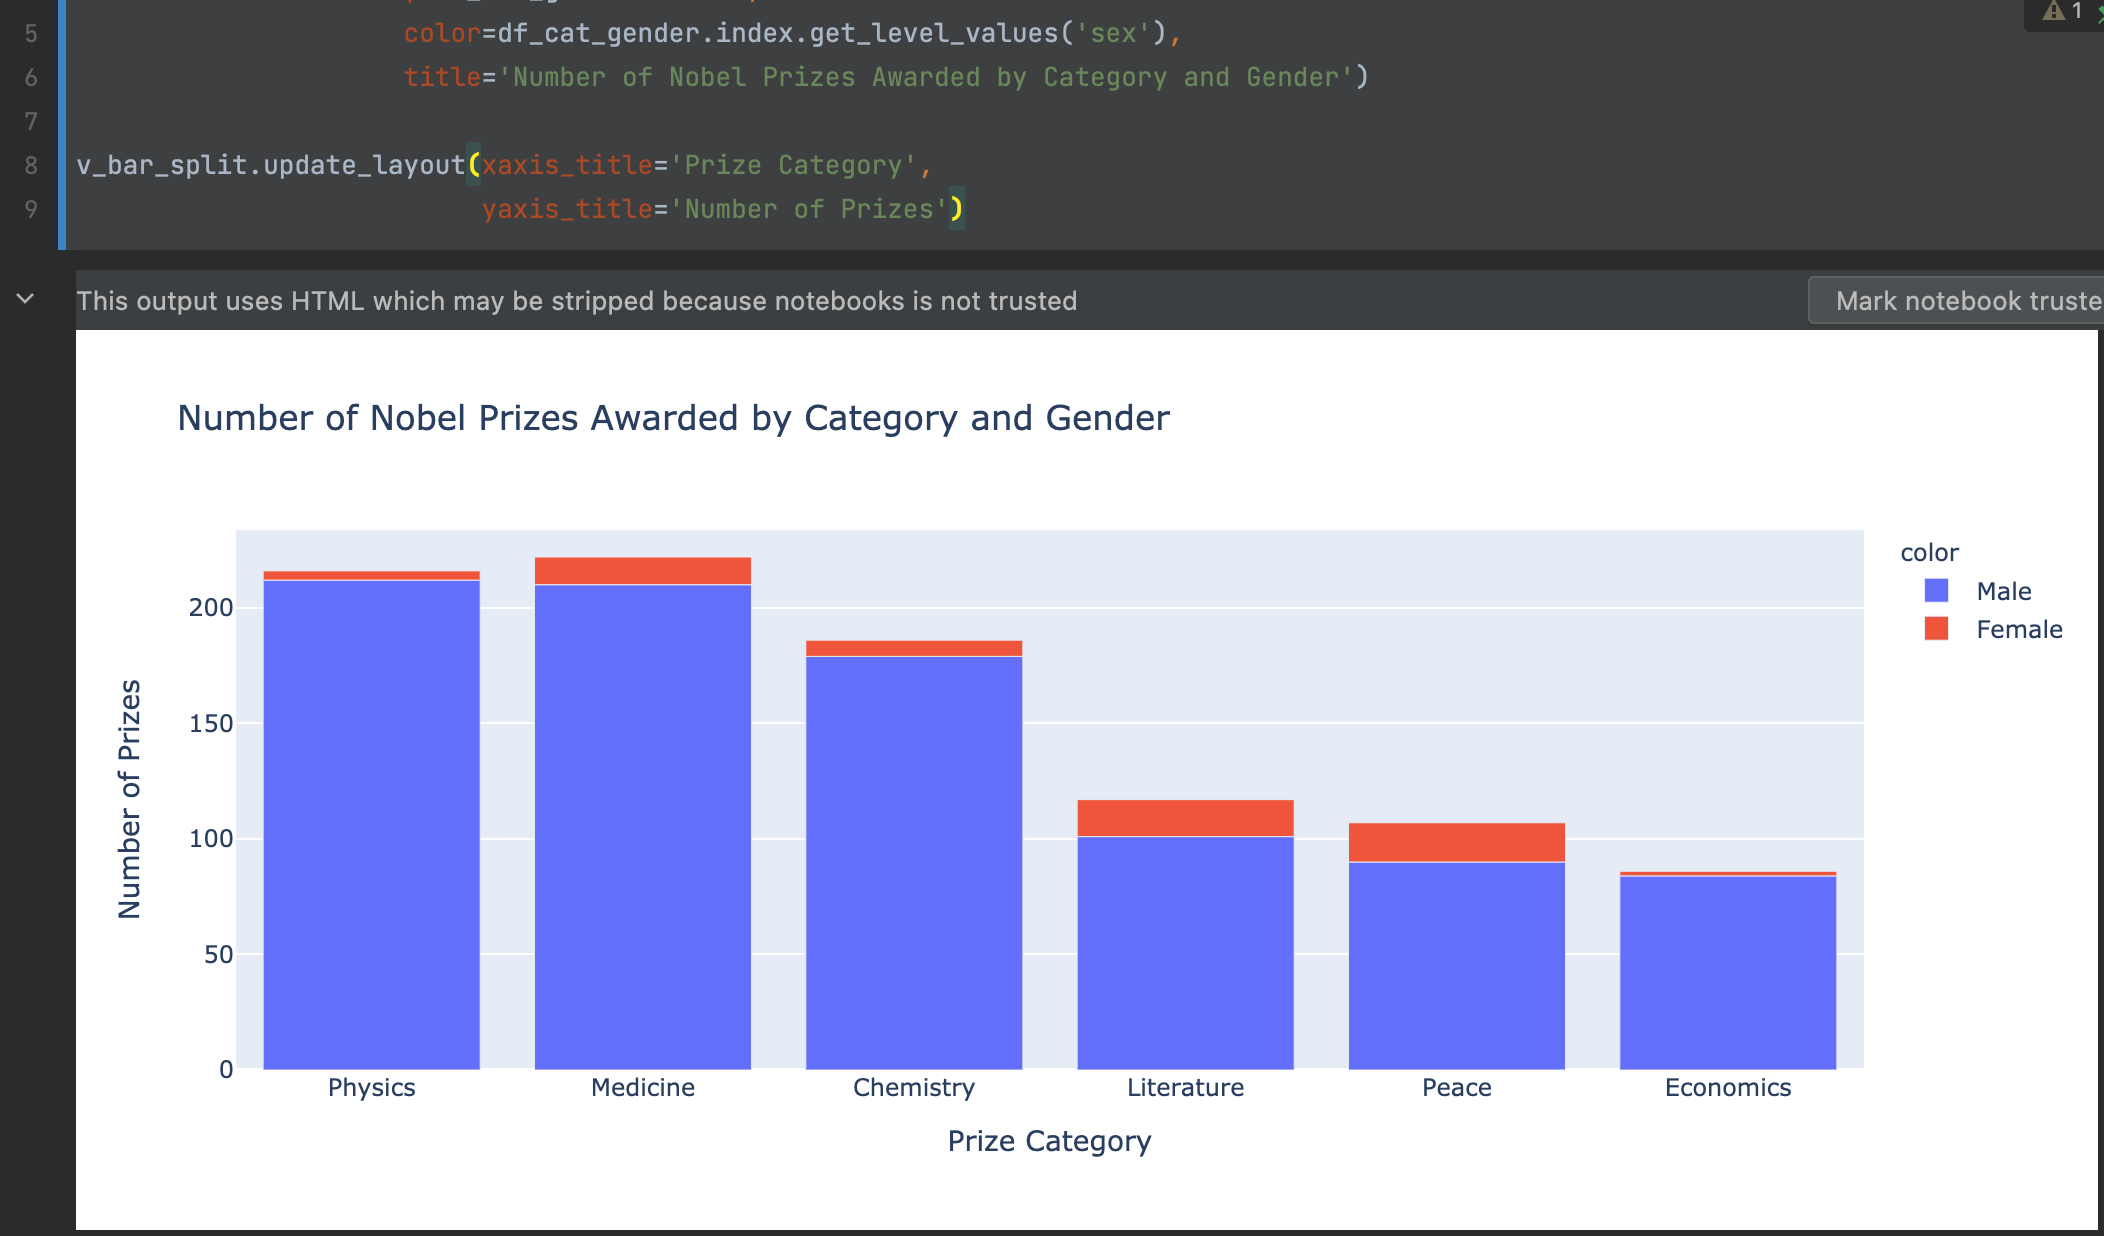 5 color=df_cat_gender.index.get_level_values('sex'),
6 title='Number of Nobel Prizes Awarded by Category and Gender')
7
8 v_bar_split.update_layout(xaxis_title='Prize Category',
9 yaxis_title='Number of Prizes')
1
This output uses HTML which may be stripped because notebooks is not trusted
Mark notebook truste
Number of Nobel Prizes Awarded by Category and Gender
color
Male
Female
Number of Prizes
200
150
100
50
0
Physics Medicine Chemistry Literature Peace Economics
Prize Category